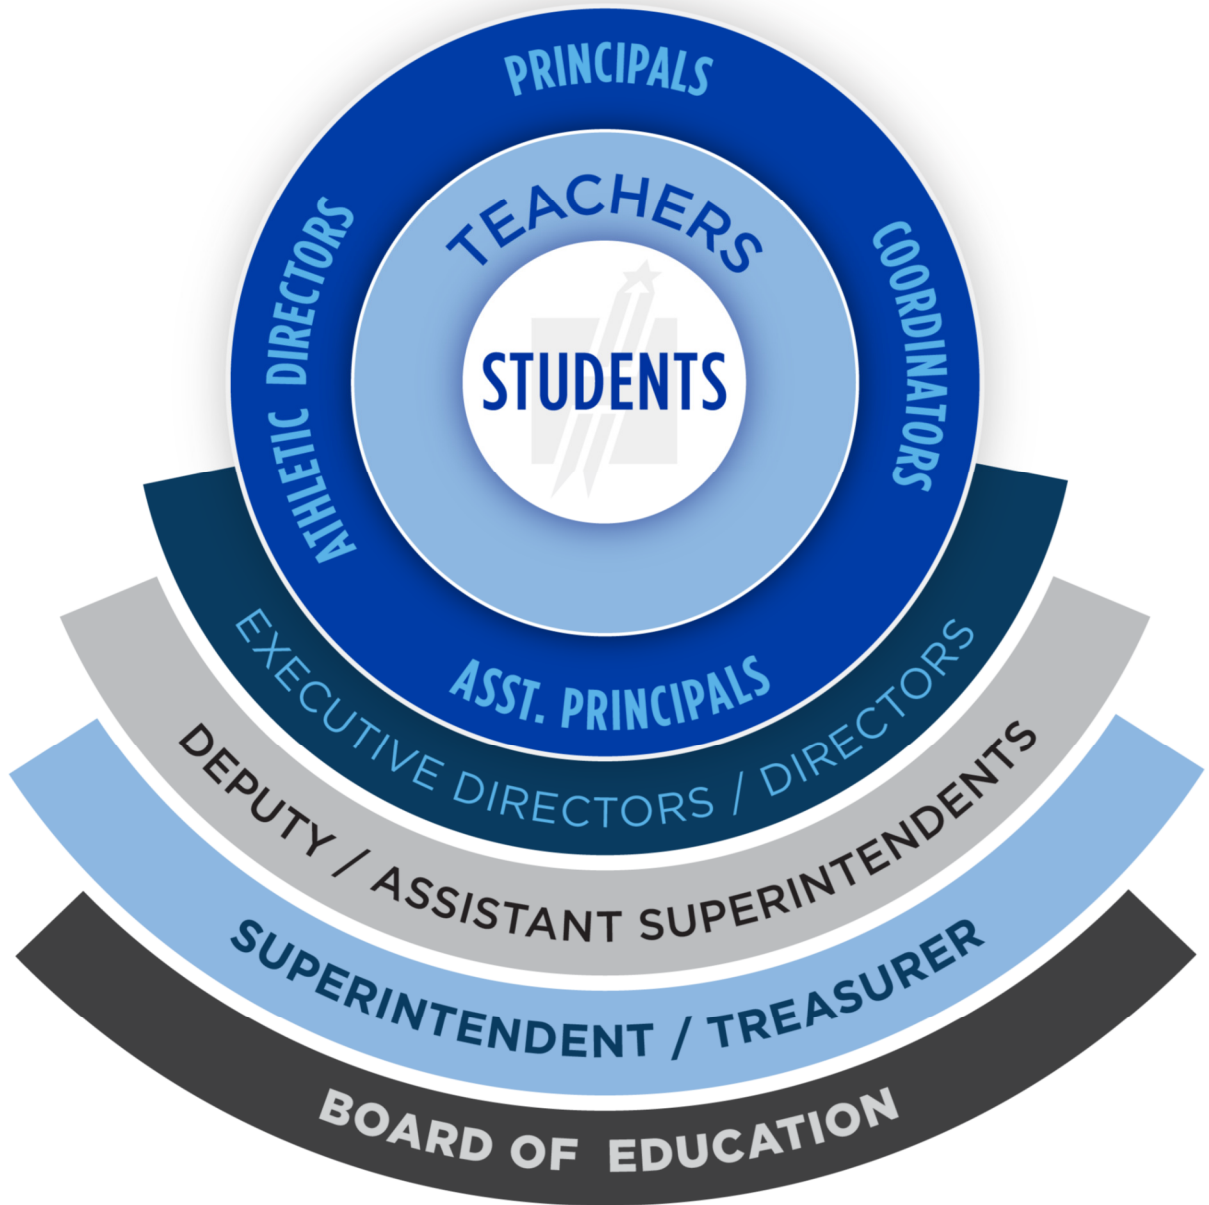 PRINCIPALS
TEACHERS
ATHLETIC DIRECTORS
COORDINATORS
STUDENTS
ASST. PRINCIPALS
EXECUTIVE DIRECTORS / DIRECTORS
DEPUTY / ASSISTANT SUPERINTENDENTS
SUPERINTENDENT / TREASURER
BOARD OF EDUCATION